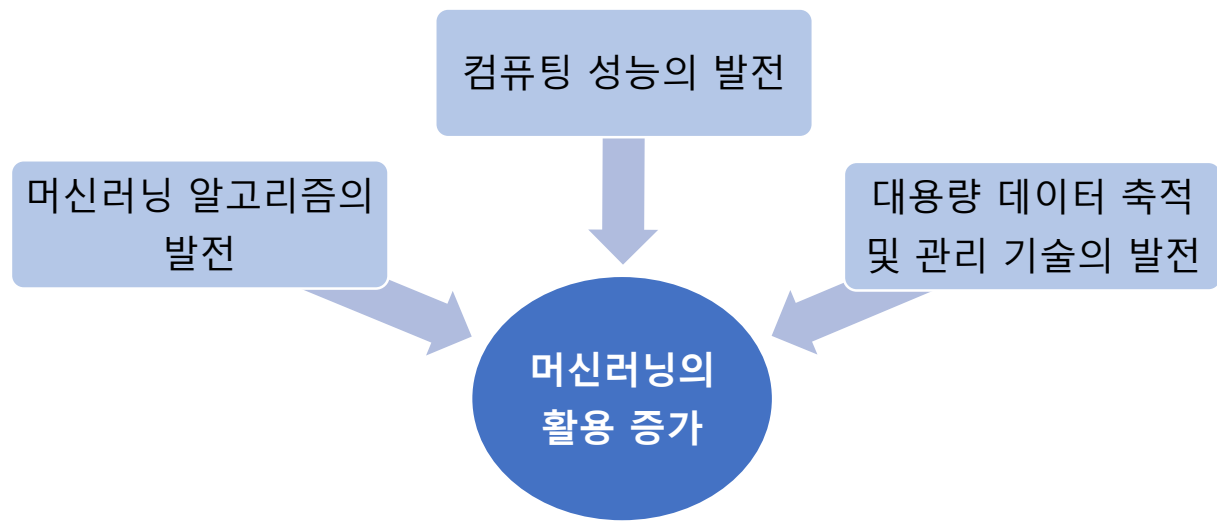 컴퓨팅 성능의 발전
머신러닝 알고리즘의
발전
대용량 데이터 축적
및 관리 기술의 발전
머신러닝의
활용 증가